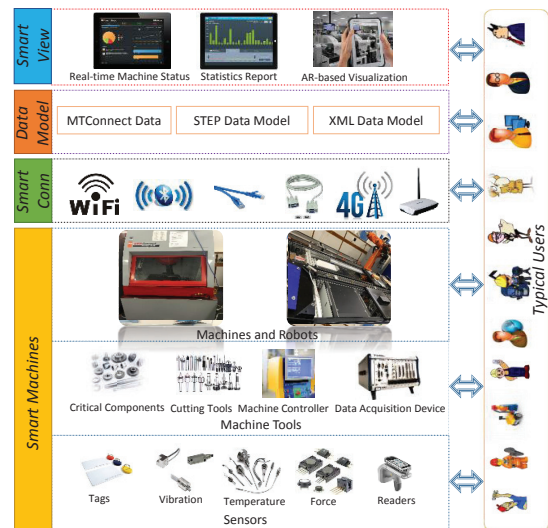 Smart View
Real-time Machine Status
Statistics Report
AR-based Visualization
Data Model
MTConnect Data
STEP Data Model
XML Data Model
Smart Conn
WiFi
4G
Smart Machines
Machines and Robots
Critical Components
Cutting Tools
Machine Controller
Data Acquisition Device
Machine Tools
Tags
Vibration
Temperature
Force
Readers
Sensors
Typical Users